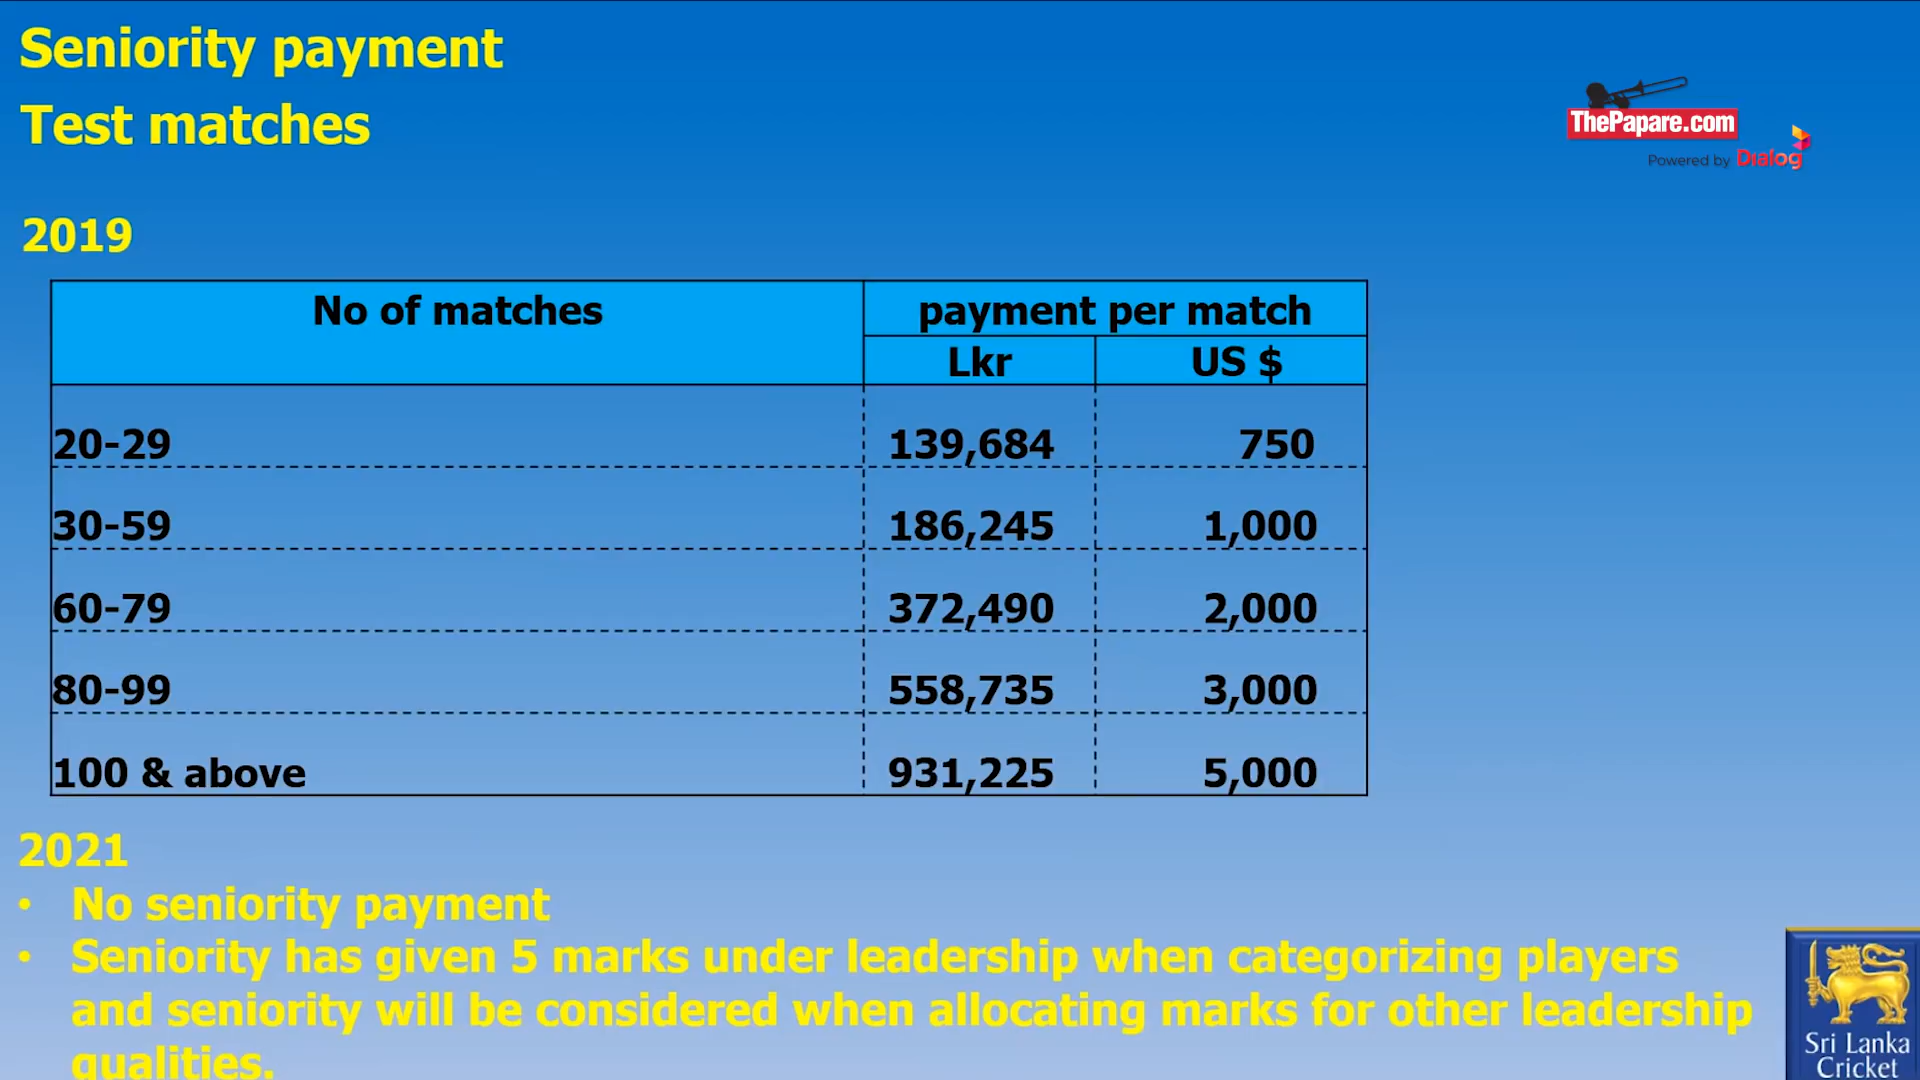 Seniority payment
Test matches
ThePapare.com
Powered by Dialog
2019
No of matches payment per match
Lkr US $
20-29 139,684 750
30-59 186,245 1,000
60-79 372,490 2,000
80-99 558,735 3,000
100 & above 931,225 5,000
2021
• No seniority payment
• Seniority has given 5 marks under leadership when categorizing players
and seniority will be considered when allocating marks for other leadership
qualities.
Sri Lanka
Cricket